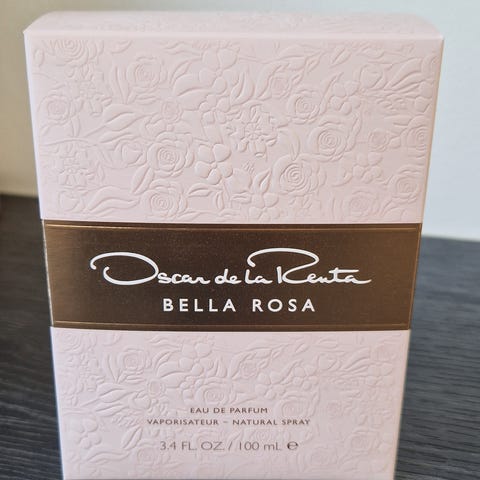 Oscar de la Renta
BELLA ROSA
EAU DE PARFUM
VAPORISATEUR – NATURAL SPRAY
3.4 FL. OZ. / 100 mL ℮